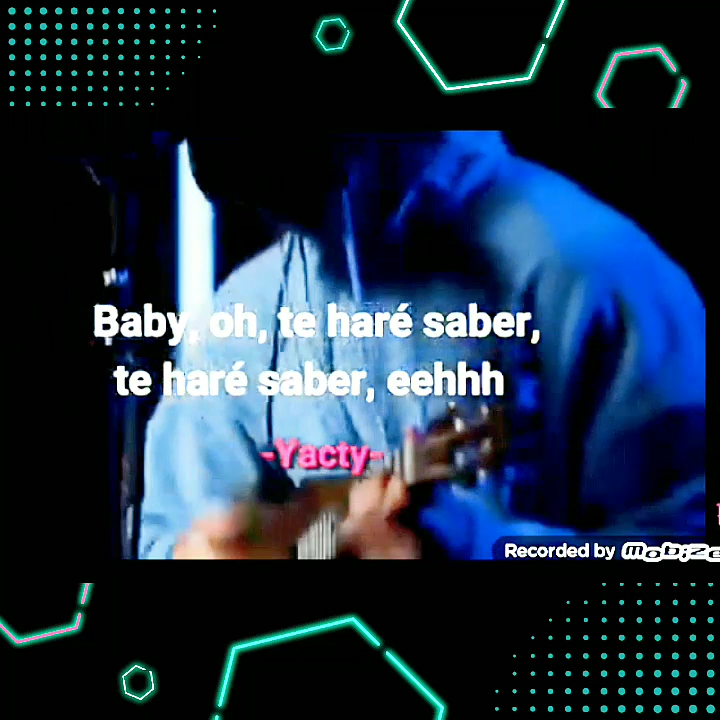 Baby, oh, te haré saber,
te haré saber, eehhh
-Yacty-
Recorded by